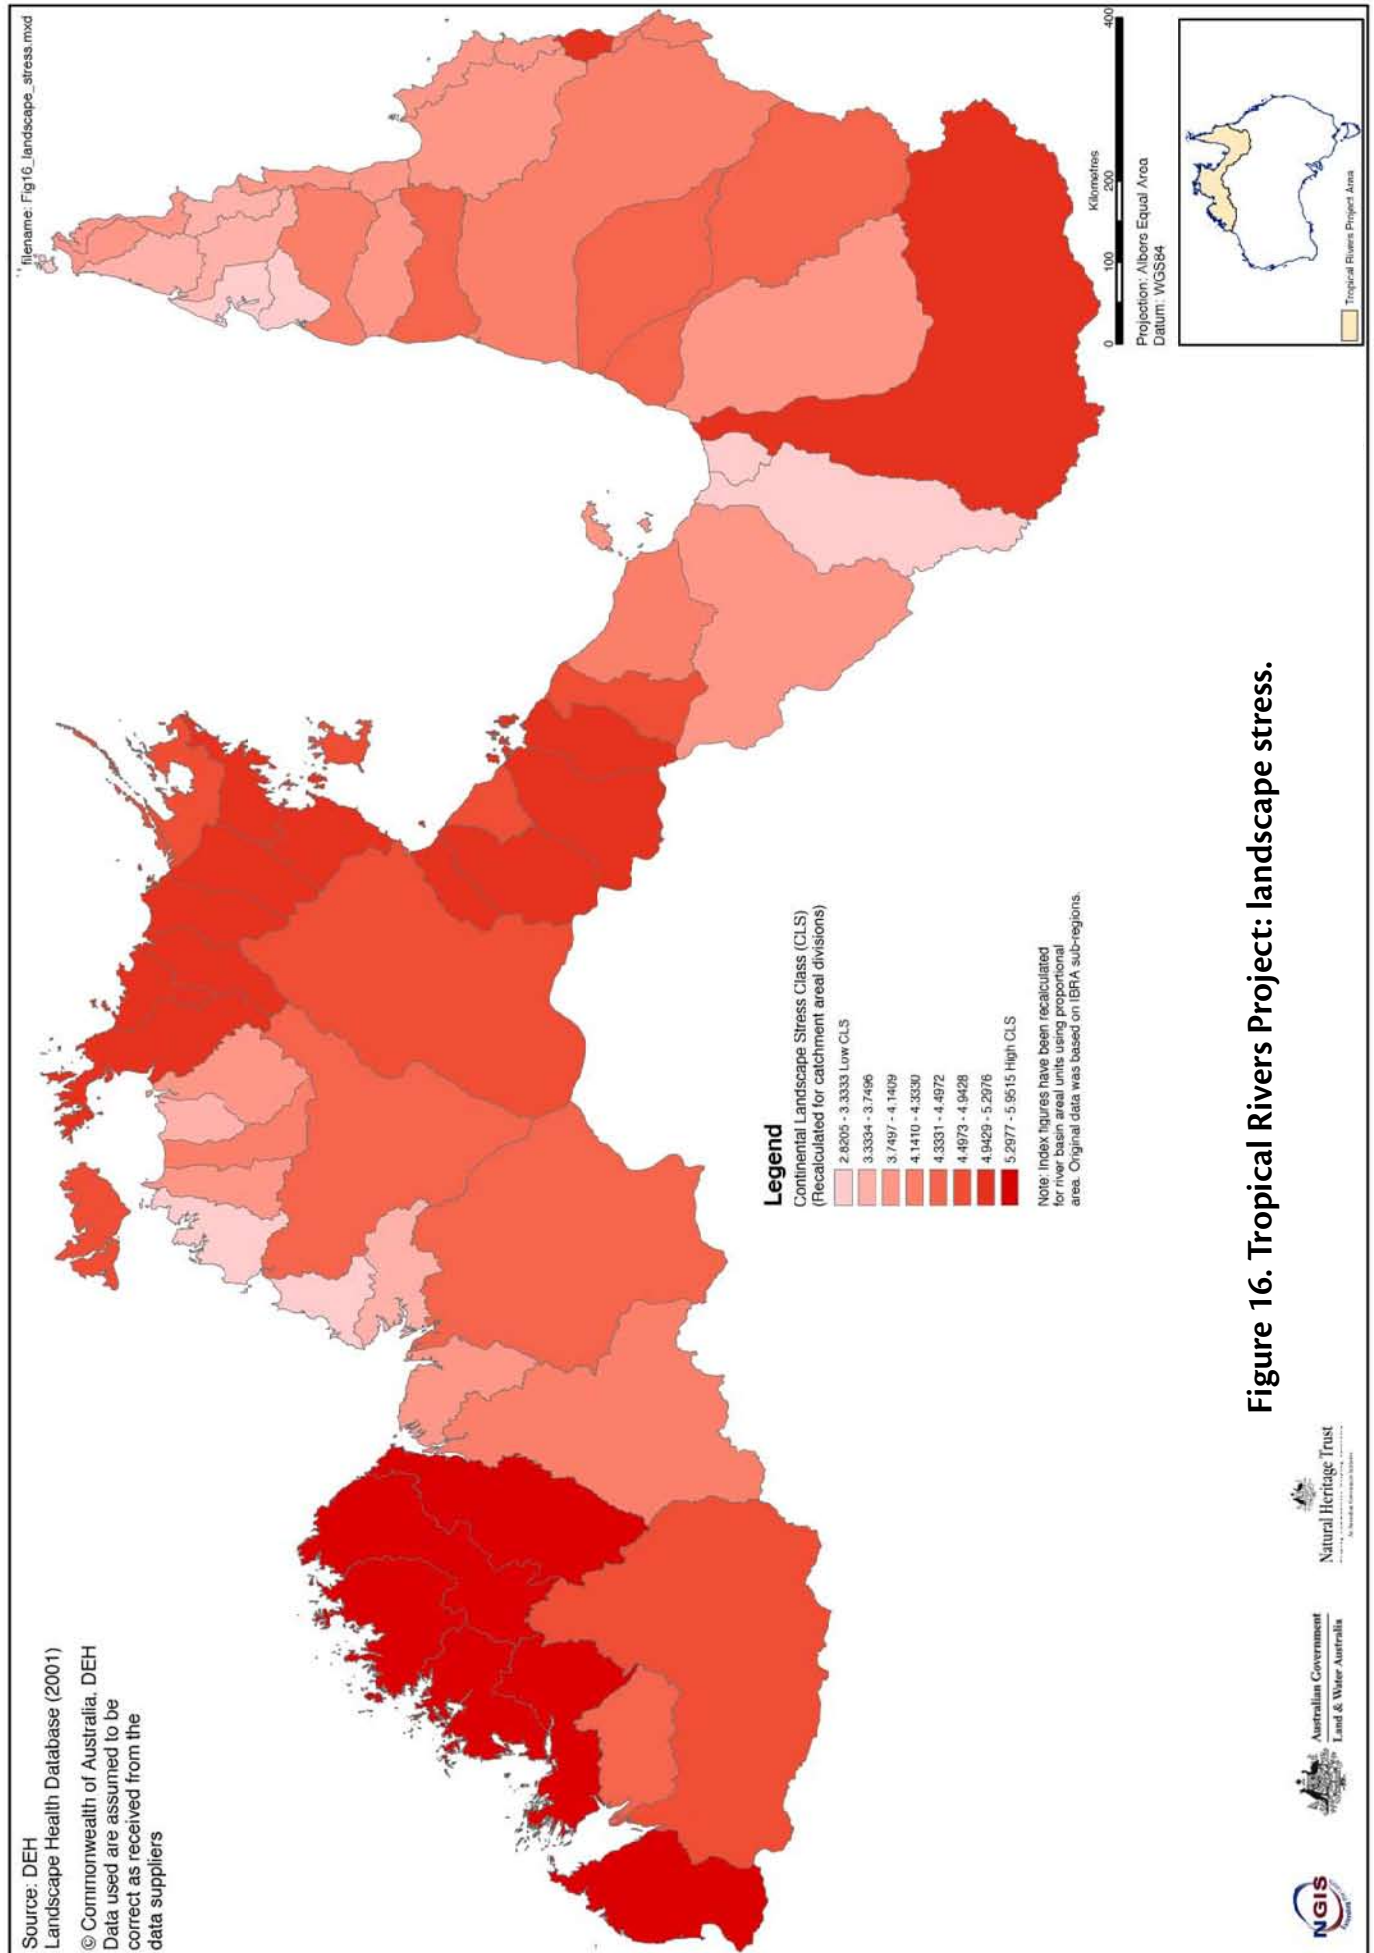 Source: DEH
Landscape Health Database (2001)
© Commonwealth of Australia, DEH
Data used are assumed to be
correct as received from the
data suppliers
filename: Fig16_landscape_stress.mxd
Legend
Continental Landscape Stress Class (CLS)
(Recalculated for catchment areal divisions)
2.8205 - 3.3333 Low CLS
3.3334 - 3.7496
3.7497 - 4.1409
4.1410 - 4.3330
4.3331 - 4.4972
4.4973 - 4.9428
4.9429 - 5.2976
5.2977 - 5.9515 High CLS
Note: Index figures have been recalculated
for river basin areal units using proportional
area. Original data was based on IBRA sub-regions.
Kilometres
0 100 200 400
Projection: Albers Equal Area
Datum: WGS84
Tropical Rivers Project Area
Figure 16. Tropical Rivers Project: landscape stress.
NGIS
Australian Government
Land & Water Australia
Natural Heritage Trust